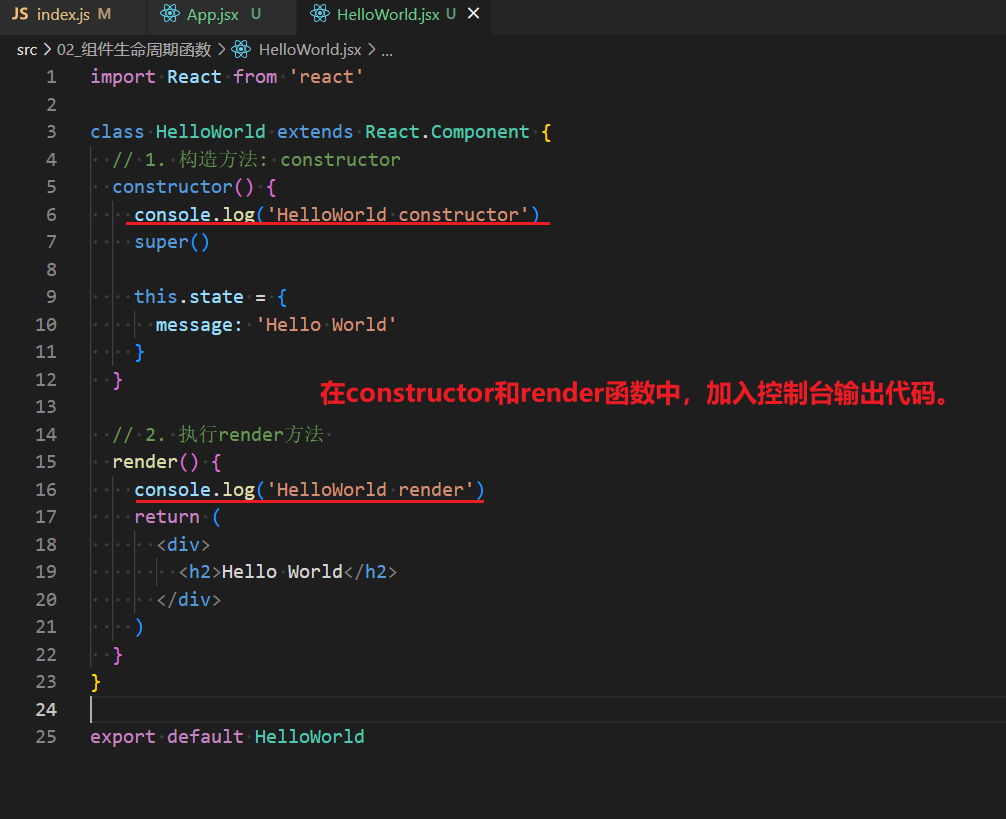 JS index.js M App.jsx U HelloWorld.jsx U ×
src > 02_组件生命周期函数 > HelloWorld.jsx > ...
1 import React from 'react'
2
3 class HelloWorld extends React.Component {
4 // 1. 构造方法: constructor
5 constructor() {
6 console.log('HelloWorld constructor')
7 super()
8
9 this.state = {
10 message: 'Hello World'
11 }
12 }
在constructor和render函数中，加入控制台输出代码。
13
14 // 2. 执行render方法
15 render() {
16 console.log('HelloWorld render')
17 return (
18 <div>
19 <h2>Hello World</h2>
20 </div>
21 )
22 }
23 }
24
25 export default HelloWorld